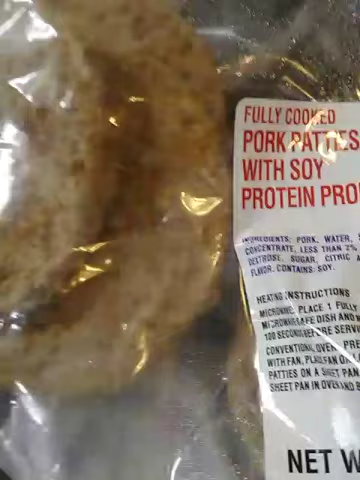 FULLY COOKED
PORK PATTIES
WITH SOY
PROTEIN PRO
INGREDIENTS: PORK, WATER,
CONCENTRATE, LESS THAN 2%
DEXTROSE, SUGAR, CITRIC A
FLAVOR. CONTAINS: SOY.
HEATING INSTRUCTIONS
MICROWAVE: PLACE 1 FULLY
MICROWAVE SAFE DISH AND
100 SECONDS BEFORE SERV
CONVENTIONAL OVEN: PRE
WITH FAN, PLACE
PATTIES ON A SHEET PAN
SHEET PAN IN OVEN AND
NET W